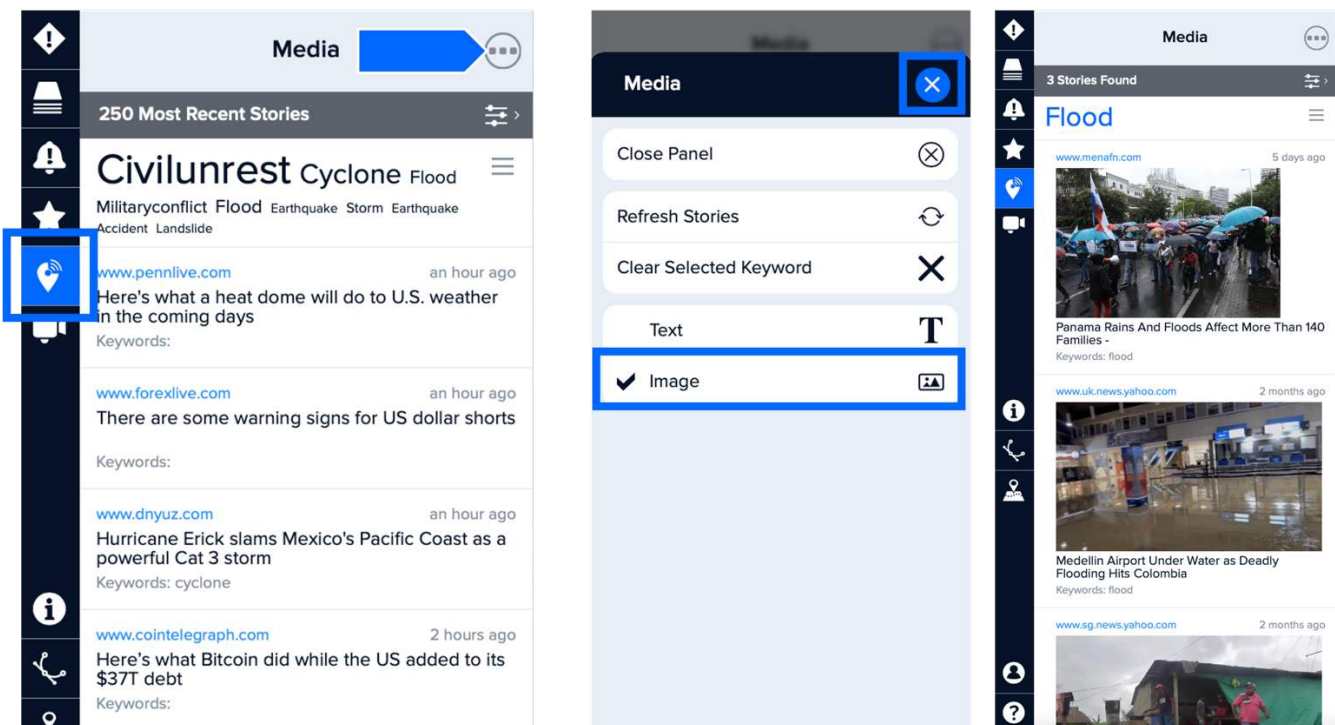 Media
250 Most Recent Stories
Civilunrest Cyclone Flood
Militaryconflict Flood Earthquake Storm Earthquake
Accident Landslide
www.pennlive.com an hour ago
Here's what a heat dome will do to U.S. weather
in the coming days
Keywords:
www.forexlive.com an hour ago
There are some warning signs for US dollar shorts
Keywords:
www.dnyuz.com an hour ago
Hurricane Erick slams Mexico's Pacific Coast as a
powerful Cat 3 storm
Keywords: cyclone
www.cointelegraph.com 2 hours ago
Here's what Bitcoin did while the US added to its
$37T debt
Keywords:
Media
Media
Close Panel
Refresh Stories
Clear Selected Keyword
Text T
Image
Media
3 Stories Found
Flood
www.menafn.com 5 days ago
Panama Rains And Floods Affect More Than 140
Families -
Keywords: flood
www.uk.news.yahoo.com 2 months ago
Medellin Airport Under Water as Deadly
Flooding Hits Colombia
Keywords: flood
www.sg.news.yahoo.com 2 months ago